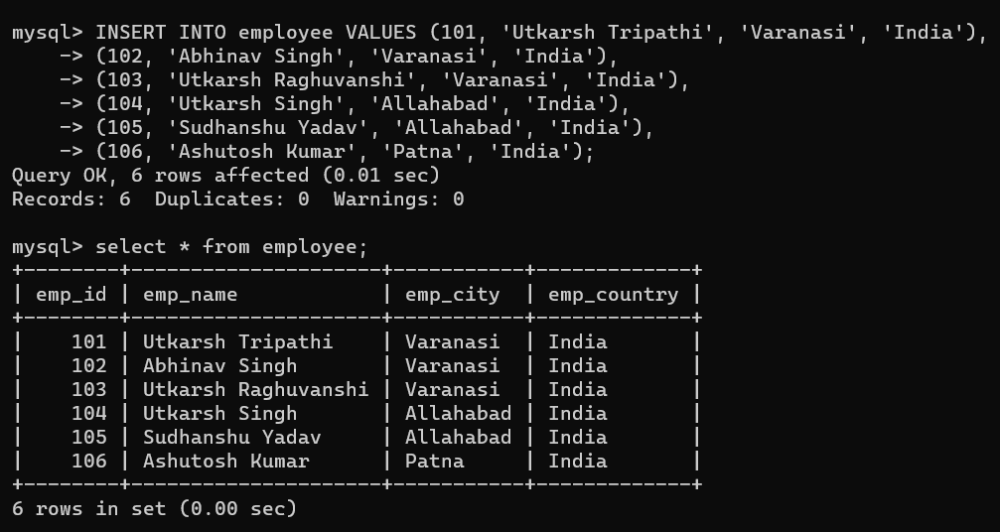 mysql> INSERT INTO employee VALUES (101, 'Utkarsh Tripathi', 'Varanasi', 'India'),
    -> (102, 'Abhinav Singh', 'Varanasi', 'India'),
    -> (103, 'Utkarsh Raghuvanshi', 'Varanasi', 'India'),
    -> (104, 'Utkarsh Singh', 'Allahabad', 'India'),
    -> (105, 'Sudhanshu Yadav', 'Allahabad', 'India'),
    -> (106, 'Ashutosh Kumar', 'Patna', 'India');
Query OK, 6 rows affected (0.01 sec)
Records: 6  Duplicates: 0  Warnings: 0

mysql> select * from employee;
+--------+---------------------+-----------+-------------+
| emp_id | emp_name            | emp_city  | emp_country |
+--------+---------------------+-----------+-------------+
|    101 | Utkarsh Tripathi    | Varanasi  | India       |
|    102 | Abhinav Singh       | Varanasi  | India       |
|    103 | Utkarsh Raghuvanshi | Varanasi  | India       |
|    104 | Utkarsh Singh       | Allahabad | India       |
|    105 | Sudhanshu Yadav     | Allahabad | India       |
|    106 | Ashutosh Kumar      | Patna     | India       |
+--------+---------------------+-----------+-------------+
6 rows in set (0.00 sec)